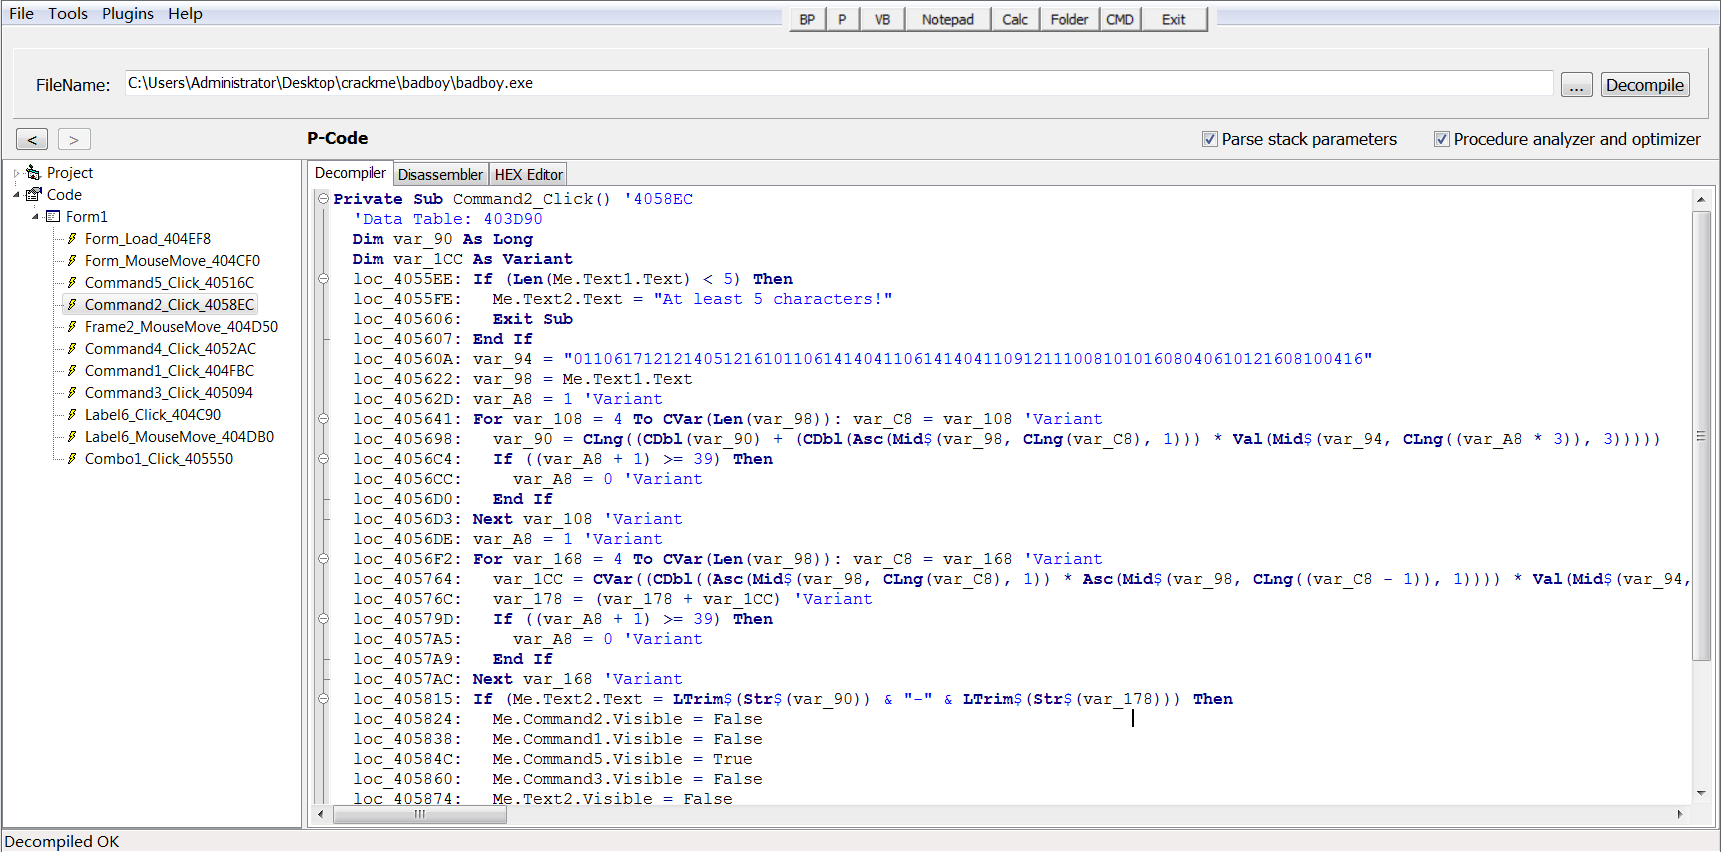 File Tools Plugins Help
BP P VB Notepad Calc Folder CMD Exit
FileName: C:\Users\Administrator\Desktop\crackme\badboy\badboy.exe ... Decompile
< > P-Code Parse stack parameters Procedure analyzer and optimizer
Project
Code
Form1
Form_Load_404EF8
Form_MouseMove_404CF0
Command5_Click_40516C
Command2_Click_4058EC
Frame2_MouseMove_404D50
Command4_Click_4052AC
Command1_Click_404FBC
Command3_Click_405094
Label6_Click_404C90
Label6_MouseMove_404DB0
Combo1_Click_405550
Decompiler Disassembler HEX Editor
Private Sub Command2_Click() '4058EC
'Data Table: 403D90
Dim var_90 As Long
Dim var_1CC As Variant
loc_4055EE: If (Len(Me.Text1.Text) < 5) Then
loc_4055FE: Me.Text2.Text = "At least 5 characters!"
loc_405606: Exit Sub
loc_405607: End If
loc_40560A: var_94 = "01106171212140512161011061414041106141404110912111008101016080406101216081004​16"
loc_405622: var_98 = Me.Text1.Text
loc_40562D: var_A8 = 1 'Variant
loc_405641: For var_108 = 4 To CVar(Len(var_98)): var_C8 = var_108 'Variant
loc_405698: var_90 = CLng((CDbl(var_90) + (CDbl(Asc(Mid$(var_98, CLng(var_C8), 1))) * Val(Mid$(var_94, CLng((var_A8 * 3)), 3)))))
loc_4056C4: If ((var_A8 + 1) >= 39) Then
loc_4056CC: var_A8 = 0 'Variant
loc_4056D0: End If
loc_4056D3: Next var_108 'Variant
loc_4056DE: var_A8 = 1 'Variant
loc_4056F2: For var_168 = 4 To CVar(Len(var_98)): var_C8 = var_168 'Variant
loc_405764: var_1CC = CVar((CDbl((Asc(Mid$(var_98, CLng(var_C8), 1)) * Asc(Mid$(var_98, CLng((var_C8 - 1)), 1)))) * Val(Mid$(var_94,
loc_40576C: var_178 = (var_178 + var_1CC) 'Variant
loc_40579D: If ((var_A8 + 1) >= 39) Then
loc_4057A5: var_A8 = 0 'Variant
loc_4057A9: End If
loc_4057AC: Next var_168 'Variant
loc_405815: If (Me.Text2.Text = LTrim$(Str$(var_90)) & "-" & LTrim$(Str$(var_178))) Then
loc_405824: Me.Command2.Visible = False
loc_405838: Me.Command1.Visible = False
loc_40584C: Me.Command5.Visible = True
loc_405860: Me.Command3.Visible = False
loc_405874: Me.Text2.Visible = False
Decompiled OK